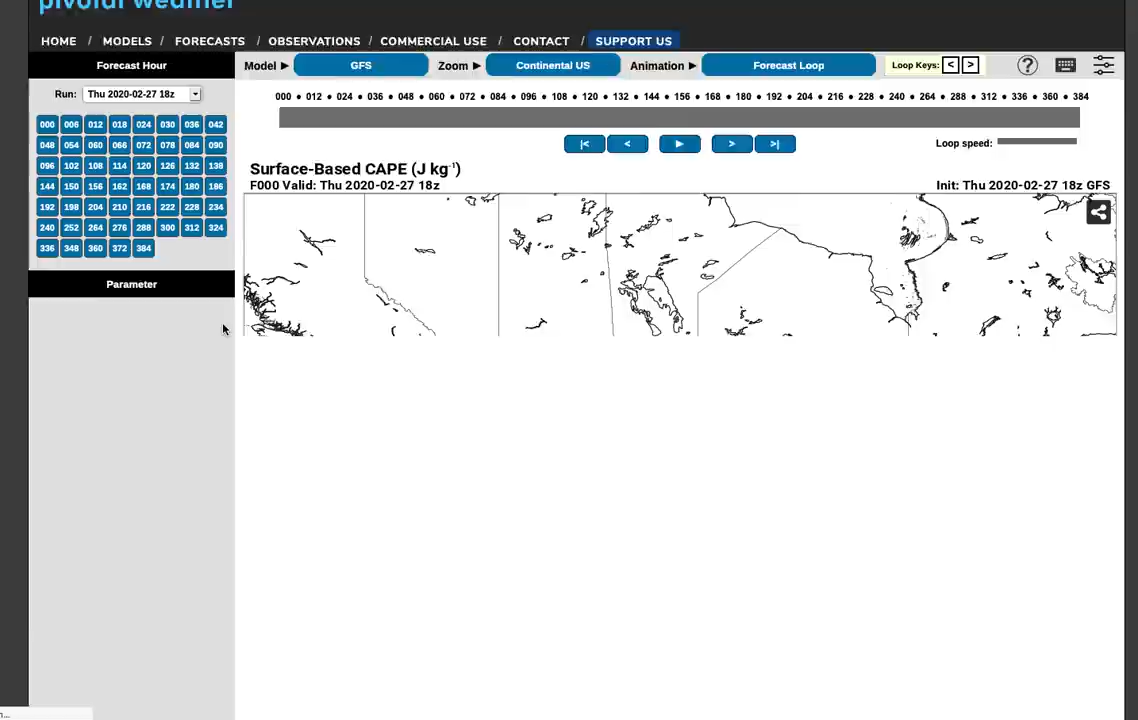 pivotal weather
HOME / MODELS / FORECASTS / OBSERVATIONS / COMMERCIAL USE / CONTACT / SUPPORT US
Forecast Hour
Model ▶ GFS Zoom ▶ Continental US Animation ▶ Forecast Loop Loop Keys: < > ?
Run: Thu 2020-02-27 18z
000 • 012 • 024 • 036 • 048 • 060 • 072 • 084 • 096 • 108 • 120 • 132 • 144 • 156 • 168 • 180 • 192 • 204 • 216 • 228 • 240 • 264 • 288 • 312 • 336 • 360 • 384
000 006 012 018 024 030 036 042
048 054 060 066 072 078 084 090
096 102 108 114 120 126 132 138
144 150 156 162 168 174 180 186
192 198 204 210 216 222 228 234
240 252 264 276 288 300 312 324
336 348 360 372 384
|< < ▶ > >| Loop speed:
Surface-Based CAPE (J kg⁻¹)
F000 Valid: Thu 2020-02-27 18z Init: Thu 2020-02-27 18z GFS
Parameter